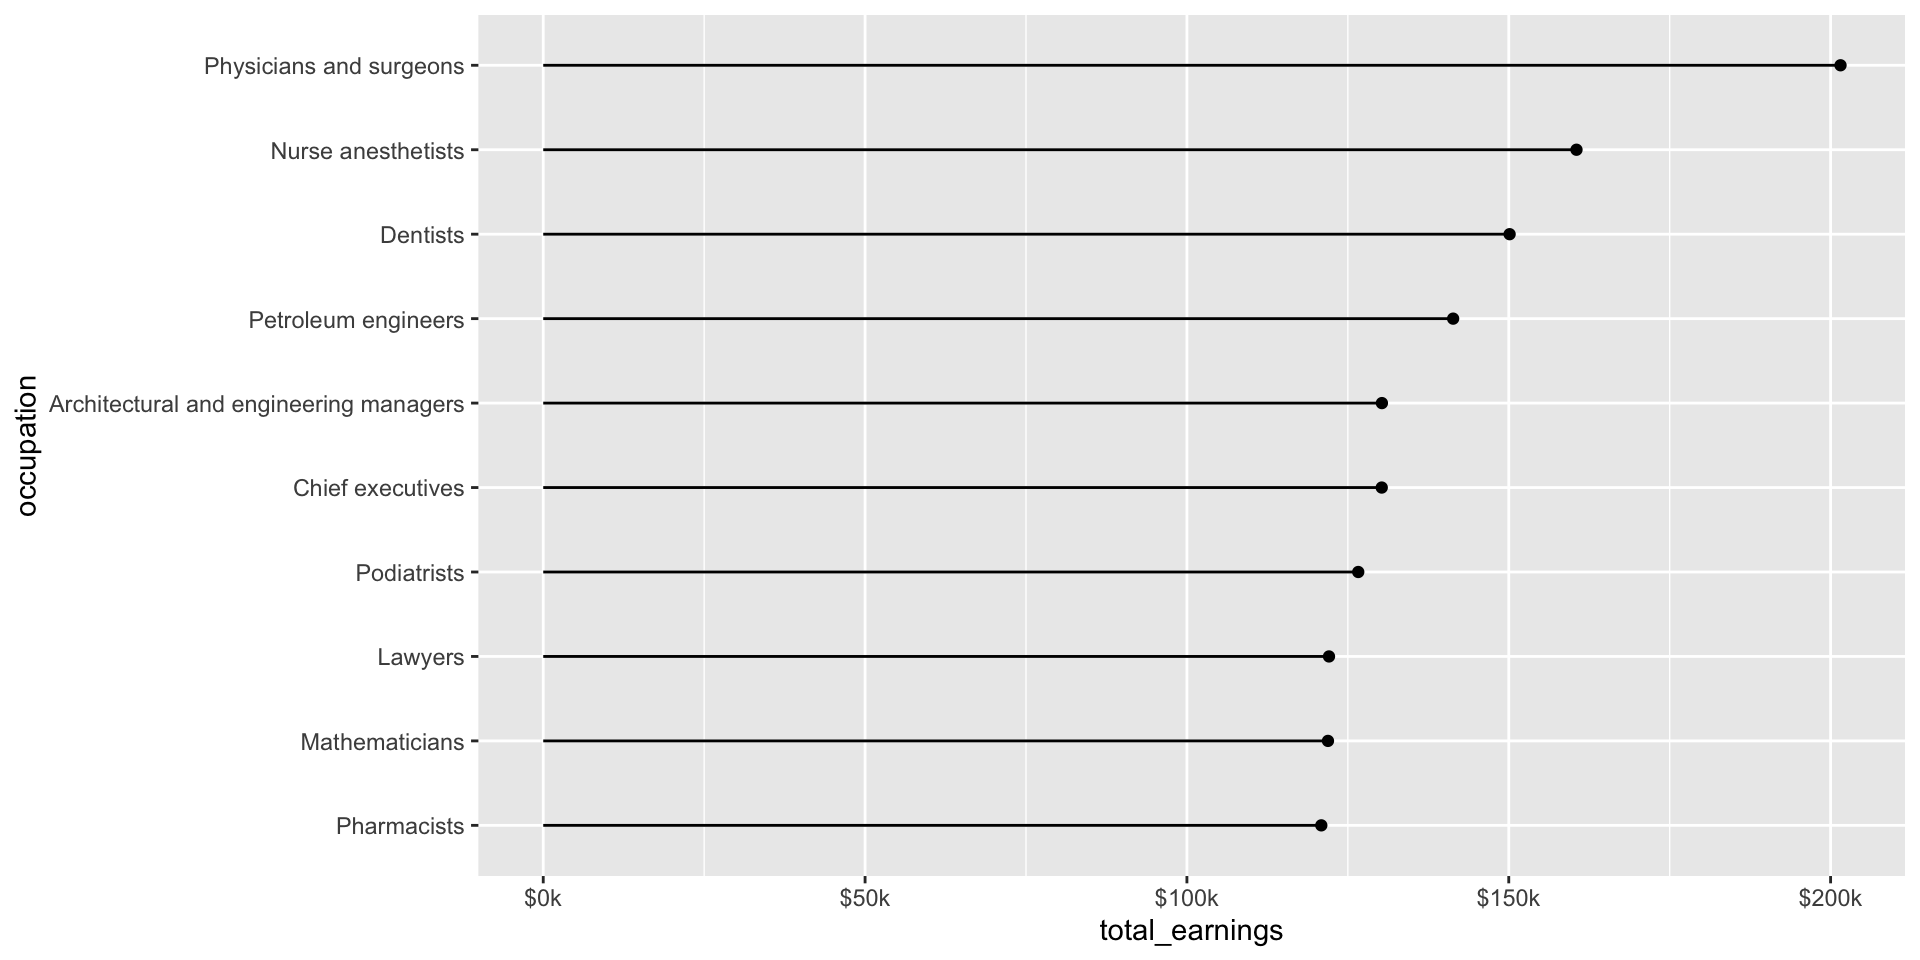 Physicians and surgeons
Nurse anesthetists
Dentists
Petroleum engineers
Architectural and engineering managers
Chief executives
Podiatrists
Lawyers
Mathematicians
Pharmacists
occupation
$0k $50k $100k $150k $200k
total_earnings